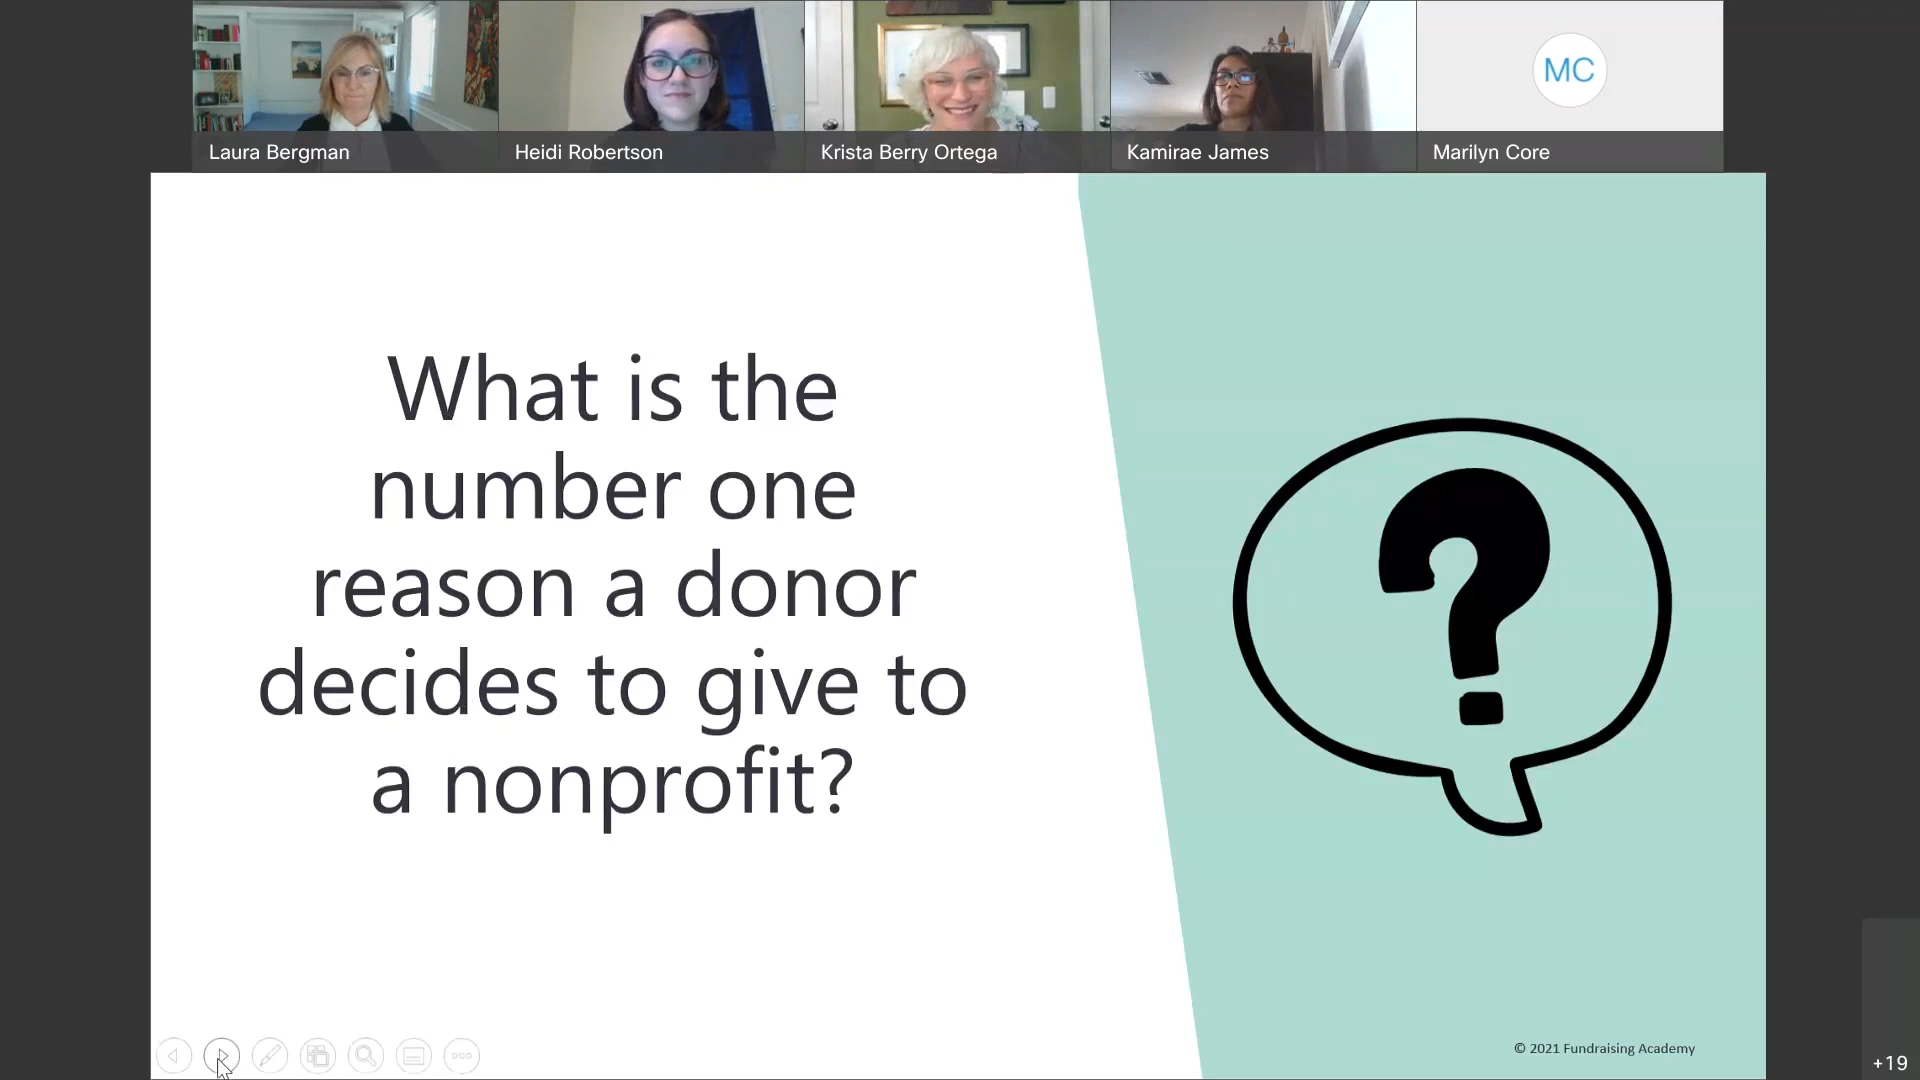 Laura Bergman
Heidi Robertson
Krista Berry Ortega
Kamirae James
MC
Marilyn Core
What is the
number one
reason a donor
decides to give to
a nonprofit?
?
© 2021 Fundraising Academy
+19